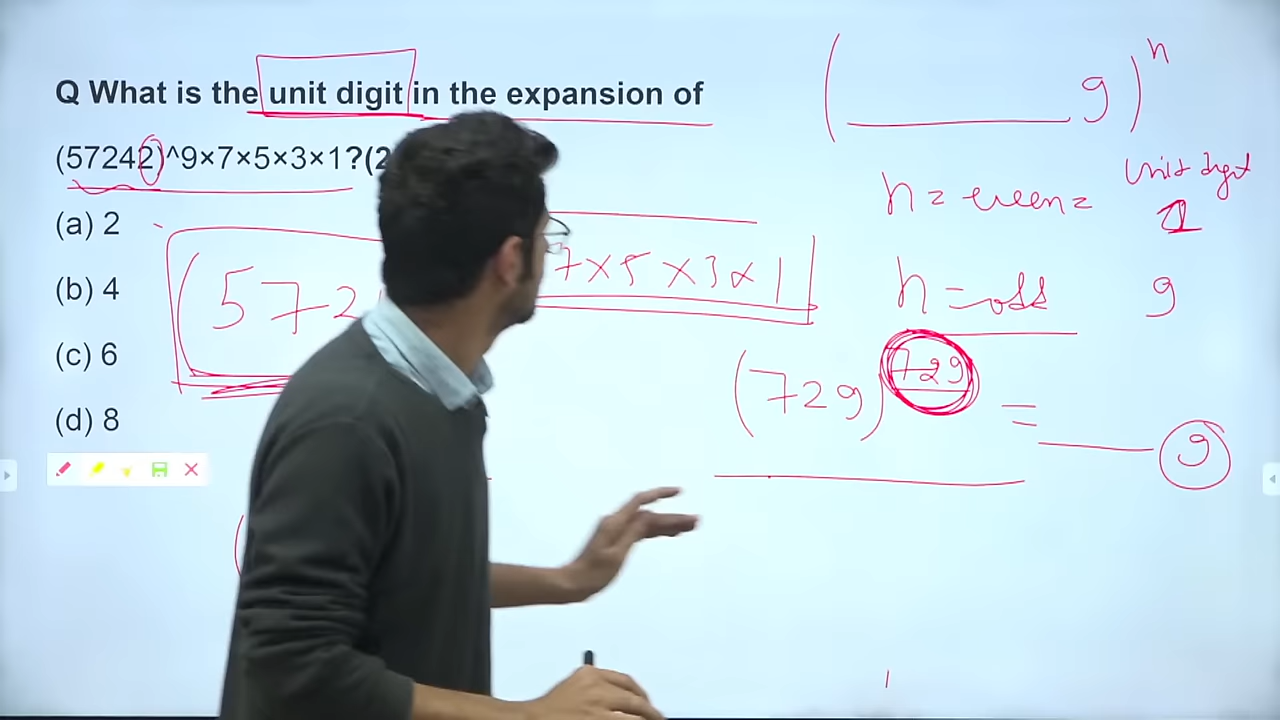 Q What is the unit digit in the expansion of
(57242)^9×7×5×3×1?(2
(a) 2
(b) 4
(c) 6
(d) 8
(572
7×5×3×1
(9)ⁿ
n = even = unit digit 1
n = odd 9
(729)^729 = 9